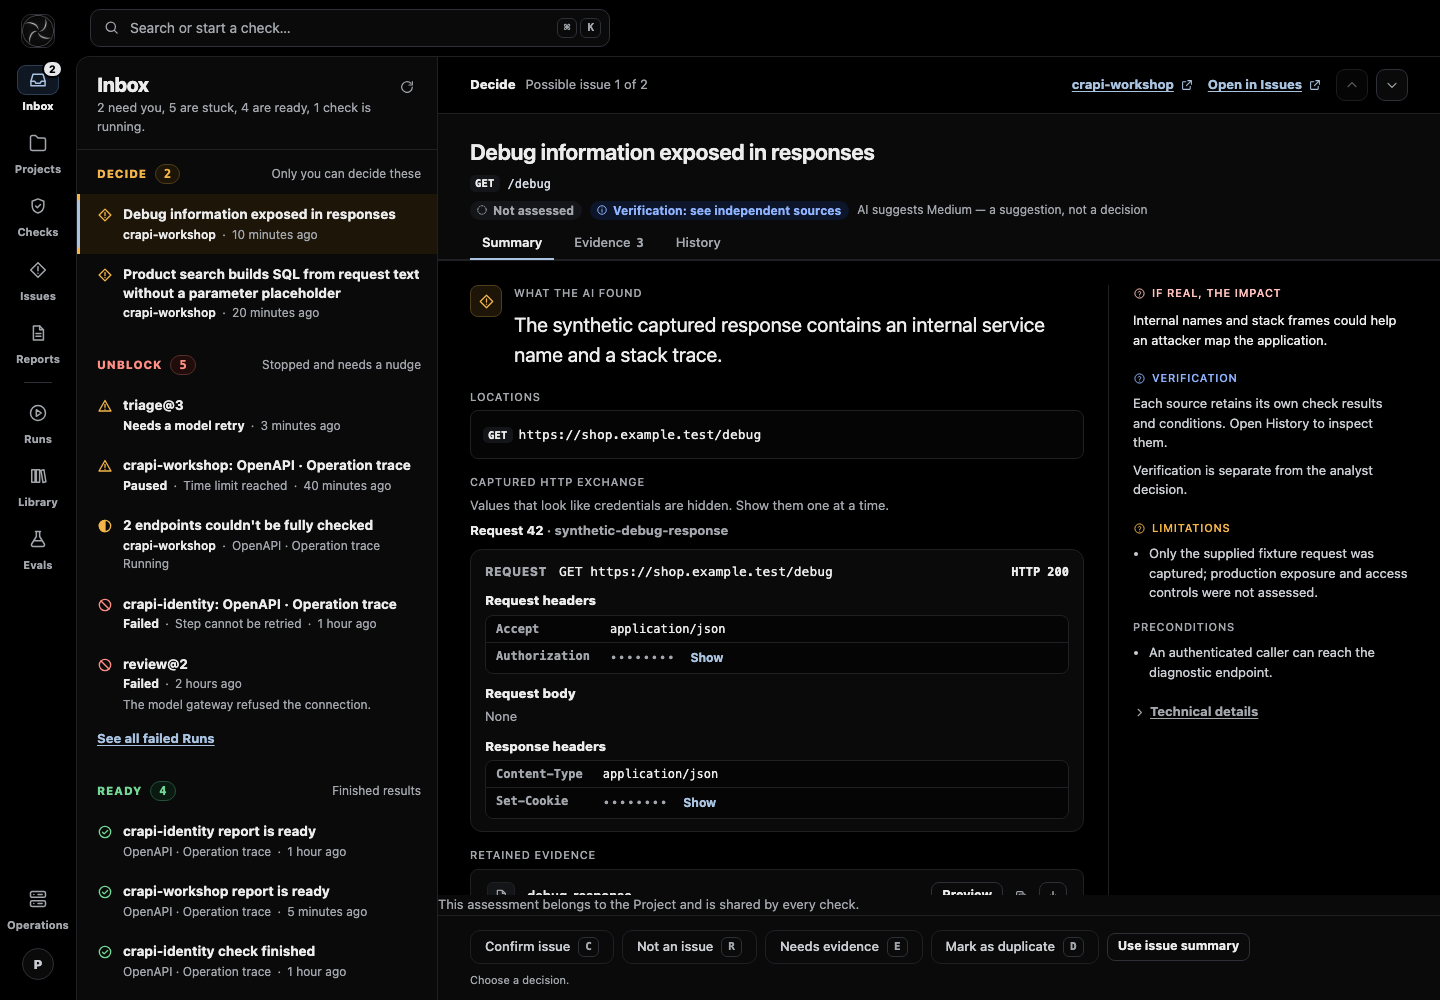 Search or start a check...
⌘ K
2
Inbox
Projects
Checks
Issues
Reports
Runs
Library
Evals
Operations
P
Inbox
2 need you, 5 are stuck, 4 are ready, 1 check is
running.
DECIDE 2 Only you can decide these
Debug information exposed in responses
crapi-workshop · 10 minutes ago
Product search builds SQL from request text
without a parameter placeholder
crapi-workshop · 20 minutes ago
UNBLOCK 5 Stopped and needs a nudge
triage@3
Needs a model retry · 3 minutes ago
crapi-workshop: OpenAPI · Operation trace
Paused · Time limit reached · 40 minutes ago
2 endpoints couldn't be fully checked
crapi-workshop · OpenAPI · Operation trace
Running
crapi-identity: OpenAPI · Operation trace
Failed · Step cannot be retried · 1 hour ago
review@2
Failed · 2 hours ago
The model gateway refused the connection.
See all failed Runs
READY 4 Finished results
crapi-identity report is ready
OpenAPI · Operation trace · 1 hour ago
crapi-workshop report is ready
OpenAPI · Operation trace · 5 minutes ago
crapi-identity check finished
OpenAPI · Operation trace · 1 hour ago
Decide Possible issue 1 of 2
crapi-workshop Open in Issues
Debug information exposed in responses
GET /debug
Not assessed Verification: see independent sources AI suggests Medium — a suggestion, not a decision
Summary Evidence 3 History
WHAT THE AI FOUND
The synthetic captured response contains an internal service
name and a stack trace.
LOCATIONS
GET https://shop.example.test/debug
CAPTURED HTTP EXCHANGE
Values that look like credentials are hidden. Show them one at a time.
Request 42 · synthetic-debug-response
REQUEST GET https://shop.example.test/debug HTTP 200
Request headers
Accept application/json
Authorization •••••••• Show
Request body
None
Response headers
Content-Type application/json
Set-Cookie •••••••• Show
RETAINED EVIDENCE
debug-response Preview
IF REAL, THE IMPACT
Internal names and stack frames could help
an attacker map the application.
VERIFICATION
Each source retains its own check results
and conditions. Open History to inspect
them.
Verification is separate from the analyst
decision.
LIMITATIONS
• Only the supplied fixture request was
captured; production exposure and access
controls were not assessed.
PRECONDITIONS
• An authenticated caller can reach the
diagnostic endpoint.
Technical details
This assessment belongs to the Project and is shared by every check.
Confirm issue C Not an issue R Needs evidence E Mark as duplicate D Use issue summary
Choose a decision.